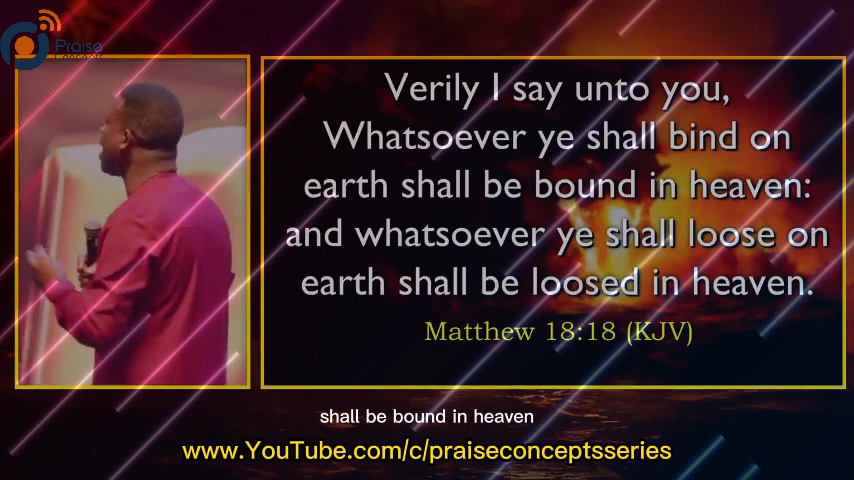 Praise
Concepts
Verily I say unto you,
Whatsoever ye shall bind on
earth shall be bound in heaven:
and whatsoever ye shall loose on
earth shall be loosed in heaven.
Matthew 18:18 (KJV)
shall be bound in heaven
www.YouTube.com/c/praiseconceptsseries